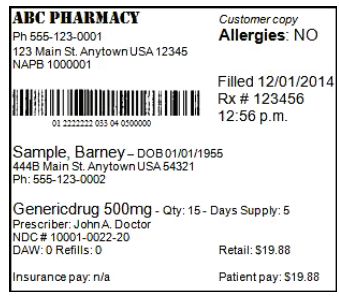 ABC PHARMACY
Customer copy
Ph 555-123-0001
Allergies: NO
123 Main St. Anytown USA 12345
NAPB 1000001
Filled 12/01/2014
Rx # 123456
12:56 p.m.
01 2222222 033 04 0500000
Sample, Barney – DOB 01/01/1955
444B Main St. Anytown USA 54321
Ph: 555-123-0002
Genericdrug 500mg - Qty: 15 - Days Supply: 5
Prescriber: John A. Doctor
NDC # 10001-0022-20
DAW: 0 Refills: 0
Retail: $19.88
Insurance pay: n/a
Patient pay: $19.88